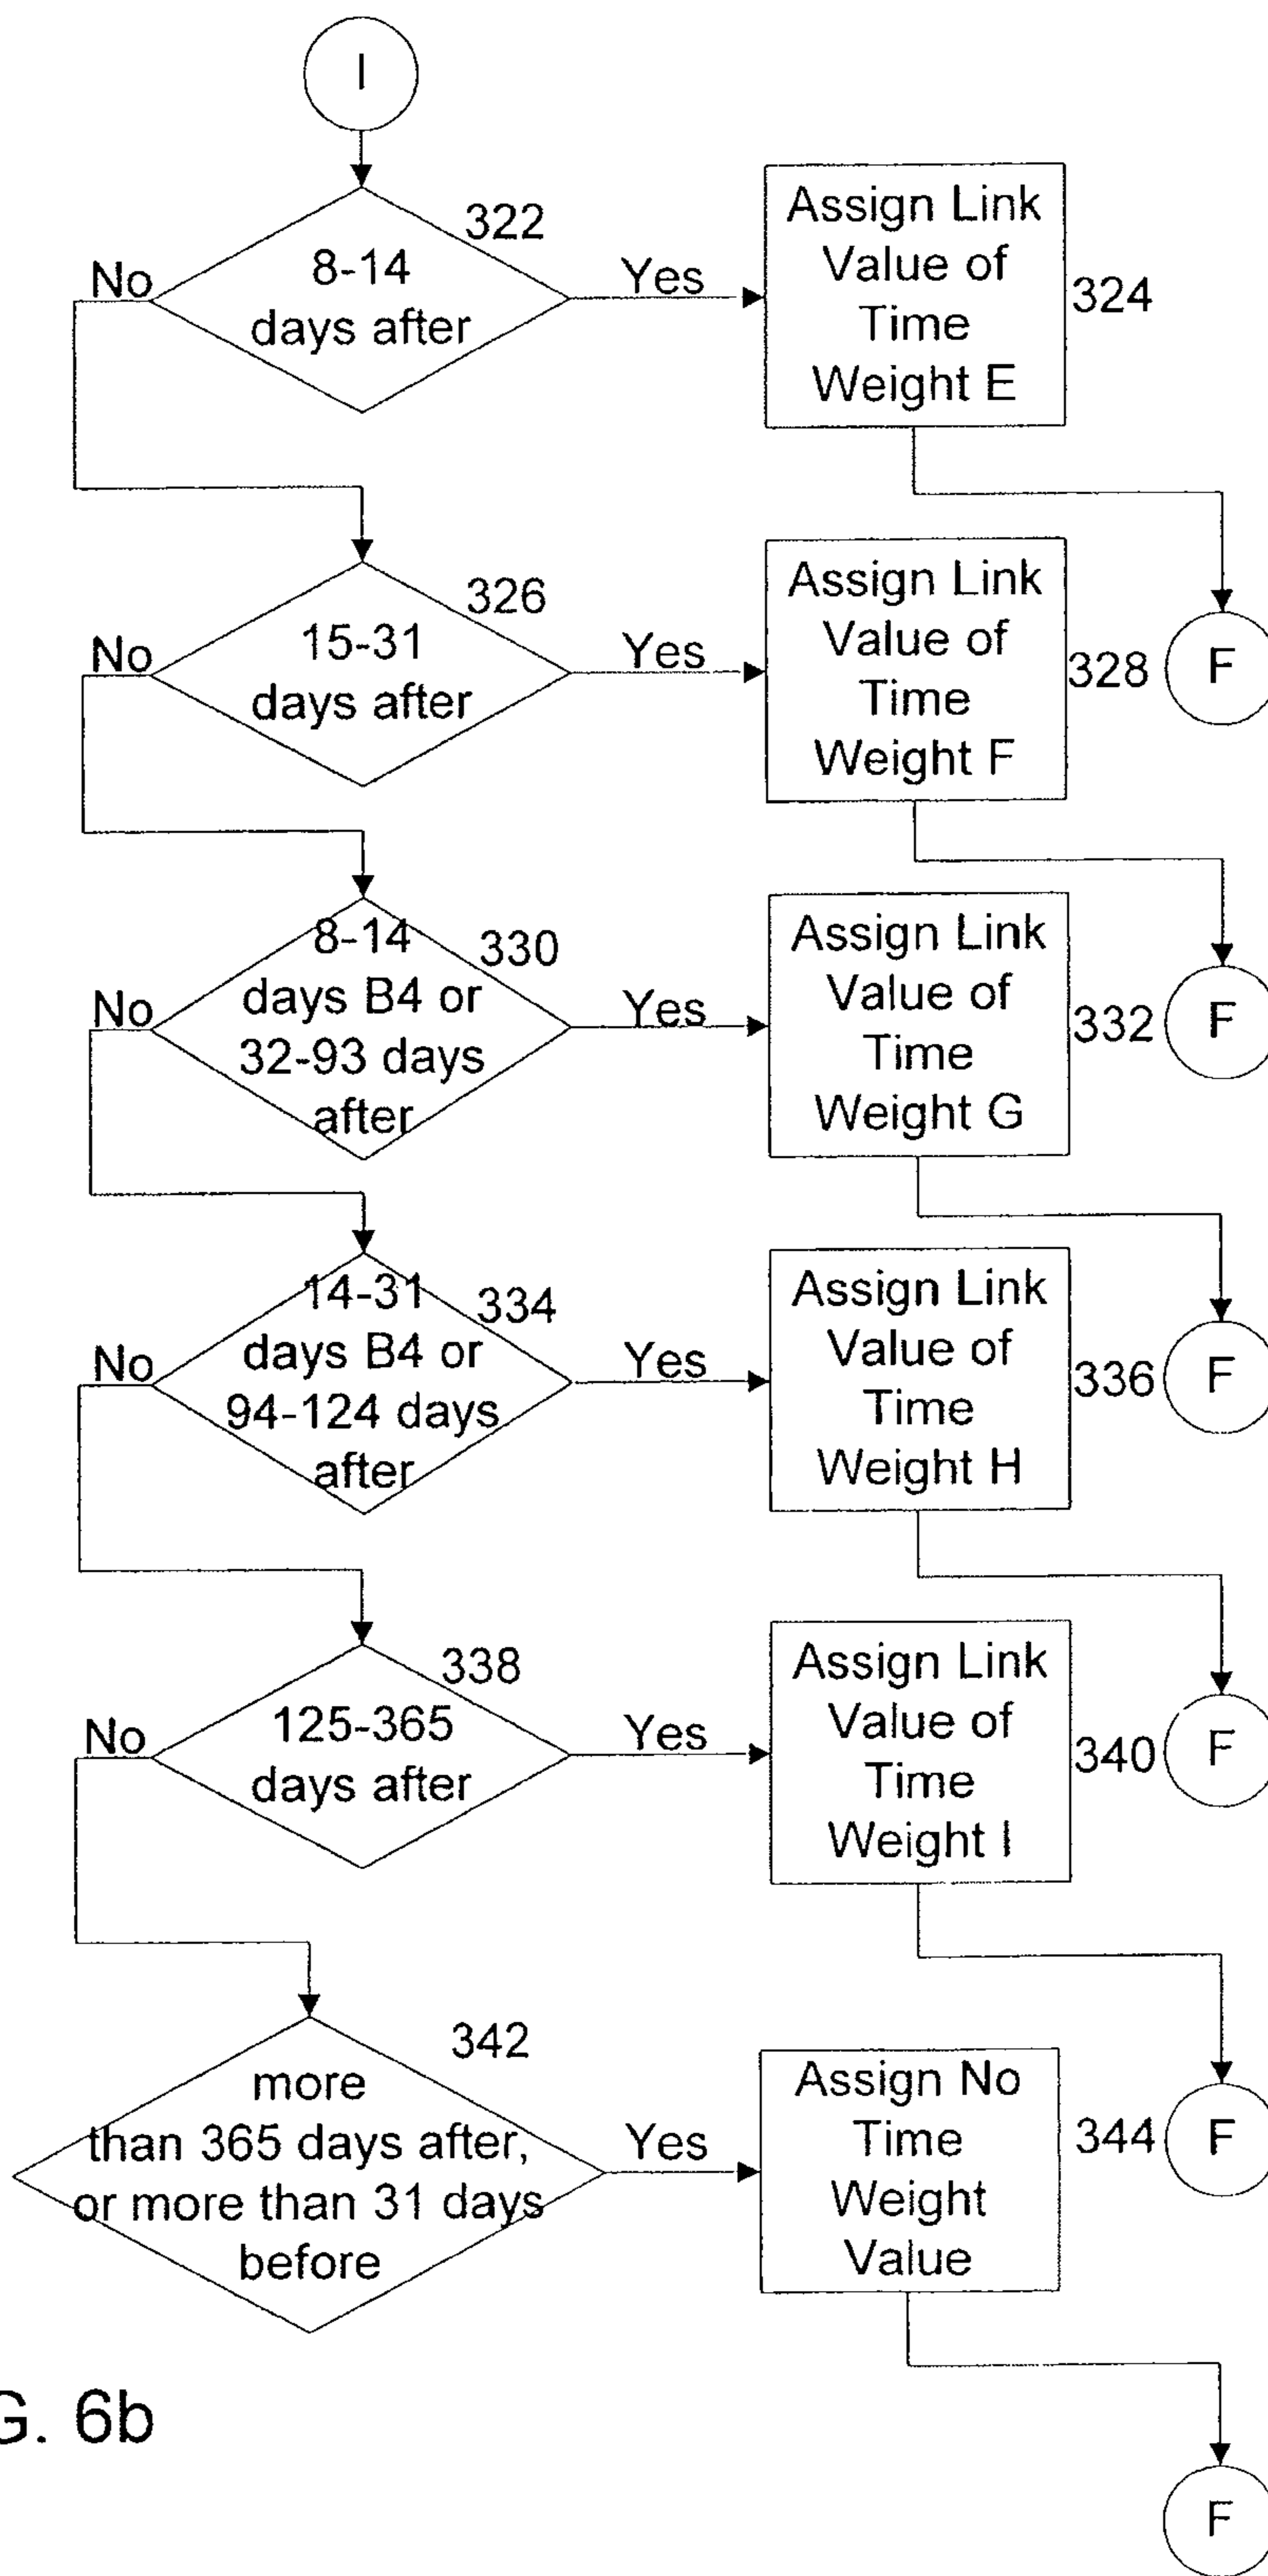 I
322
8-14
days after
No
Yes
Assign Link
Value of
Time
Weight E
324
F
326
15-31
days after
No
Yes
Assign Link
Value of
Time
Weight F
328
F
330
8-14
days B4 or
32-93 days
after
No
Yes
Assign Link
Value of
Time
Weight G
332
F
334
14-31
days B4 or
94-124 days
after
No
Yes
Assign Link
Value of
Time
Weight H
336
F
338
125-365
days after
No
Yes
Assign Link
Value of
Time
Weight I
340
F
342
more
than 365 days after,
or more than 31 days
before
Yes
Assign No
Time
Weight
Value
344
F
G. 6b